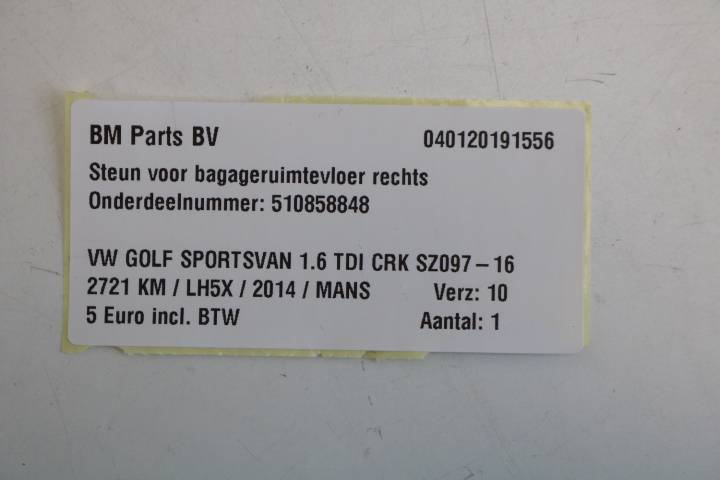 BM Parts BV 040120191556
Steun voor bagageruimtevloer rechts
Onderdeelnummer: 510858848
VW GOLF SPORTSVAN 1.6 TDI CRK SZ097-16
2721 KM / LH5X / 2014 / MANS Verz: 10
5 Euro incl. BTW Aantal: 1